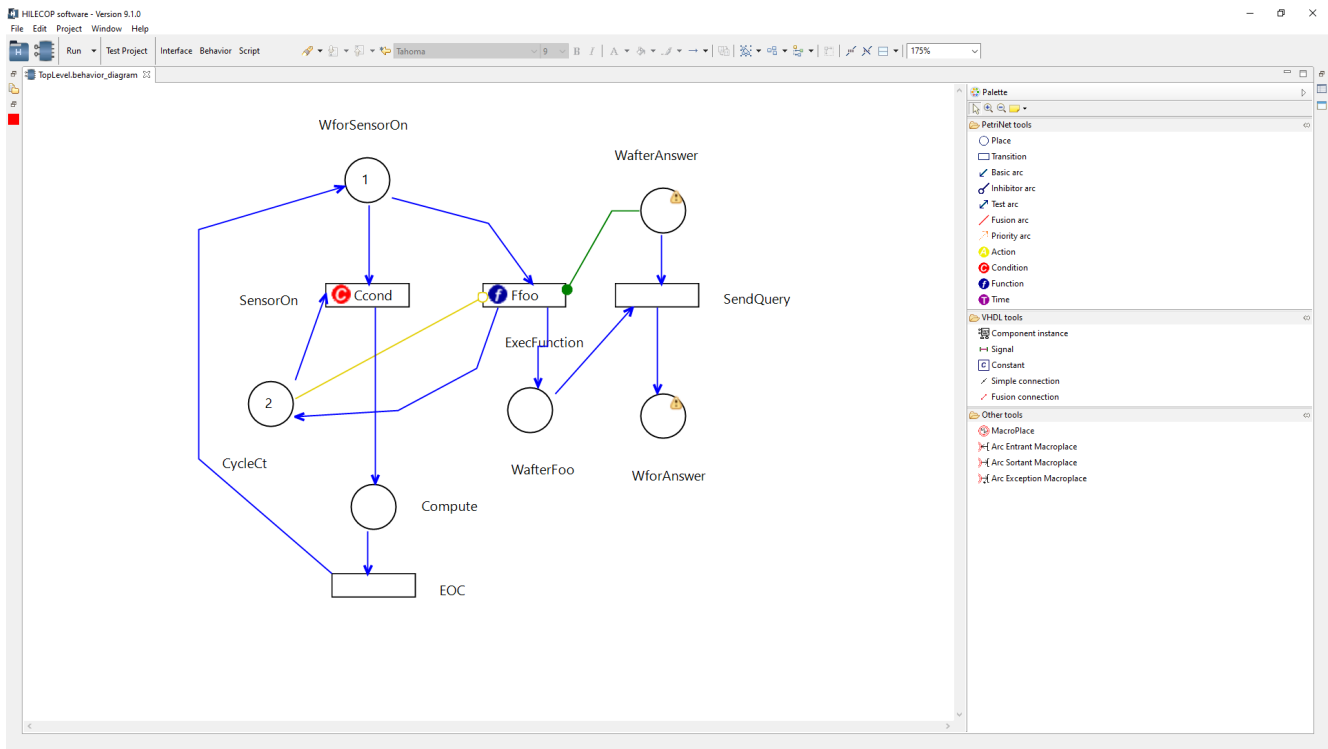 HILECOP software - Version 9.1.0
File Edit Project Window Help
Run Test Project Interface Behavior Script Tahoma 9 B I A 175%
TopLevel.behavior_diagram
WforSensorOn
1
WafterAnswer
SensorOn
C Ccond
f Ffoo
SendQuery
ExecFunction
2
CycleCt
WafterFoo
WforAnswer
Compute
EOC
Palette
PetriNet tools
Place
Transition
Basic arc
Inhibitor arc
Test arc
Fusion arc
Priority arc
A Action
C Condition
f Function
T Time
VHDL tools
Component instance
Signal
C Constant
Simple connection
Fusion connection
Other tools
MacroPlace
Arc Entrant Macroplace
Arc Sortant Macroplace
Arc Exception Macroplace